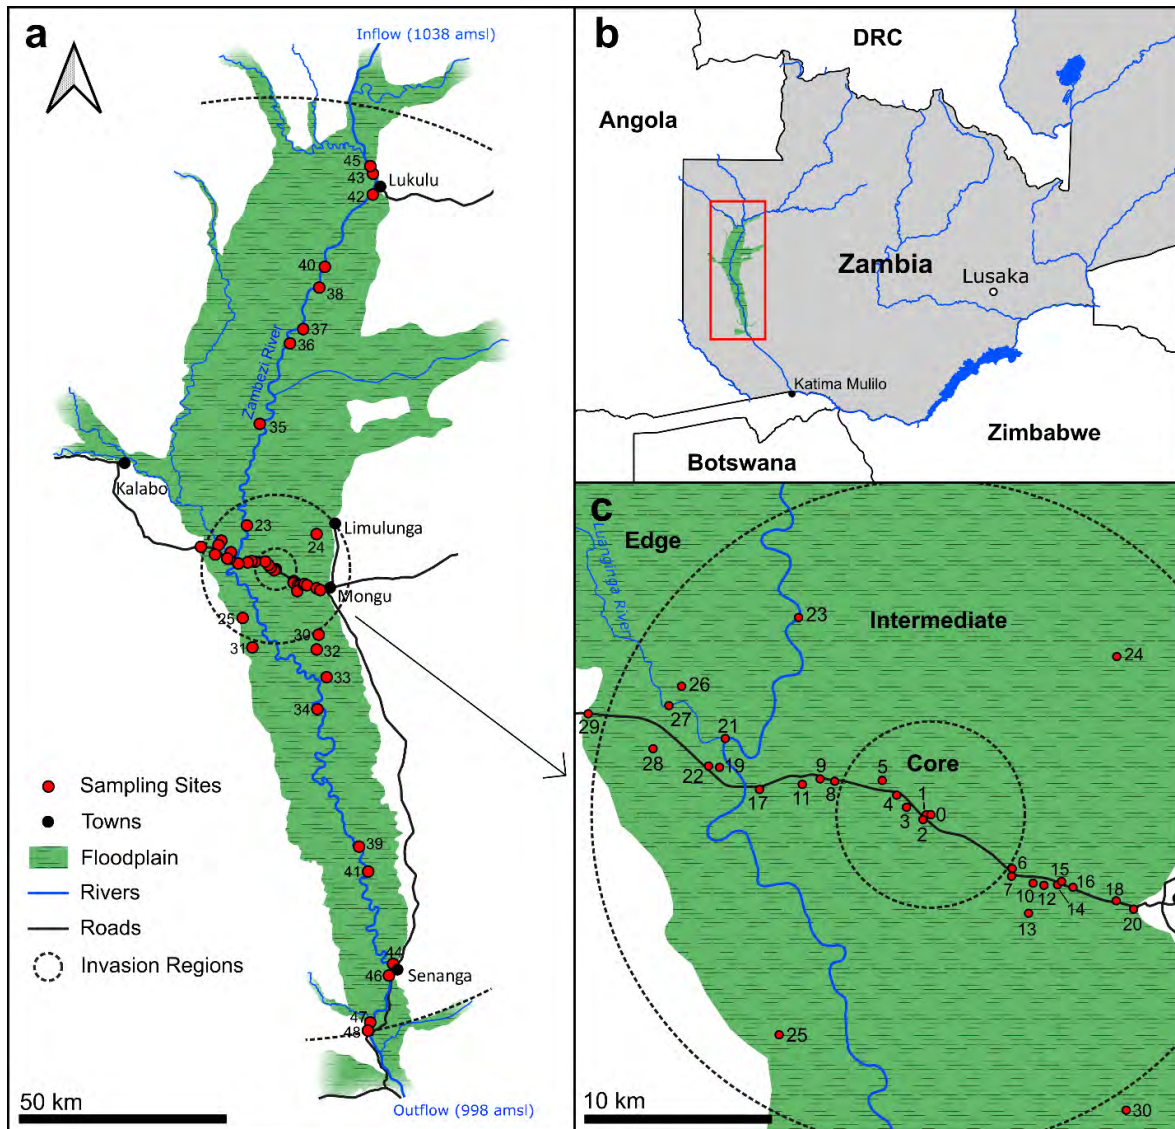 a
Inflow (1038 amsl)
45
43
Lukulu
42
40
38
37
36
Zambezi River
35
Kalabo
23
Limulunga
24
Mongu
25
30
31
32
33
34
Sampling Sites
Towns
Floodplain
Rivers
Roads
Invasion Regions
39
41
44
46
Senanga
47
48
50 km
Outflow (998 amsl)
b
DRC
Angola
Zambia
Lusaka
Katima Mulilo
Zimbabwe
Botswana
c
Edge
Luanginga River
23
Intermediate
24
26
27
29
21
28
22
19
17
11
9
8
5
Core
4
1
3
0
2
6
7
10
12
15
14
16
13
18
20
25
30
10 km